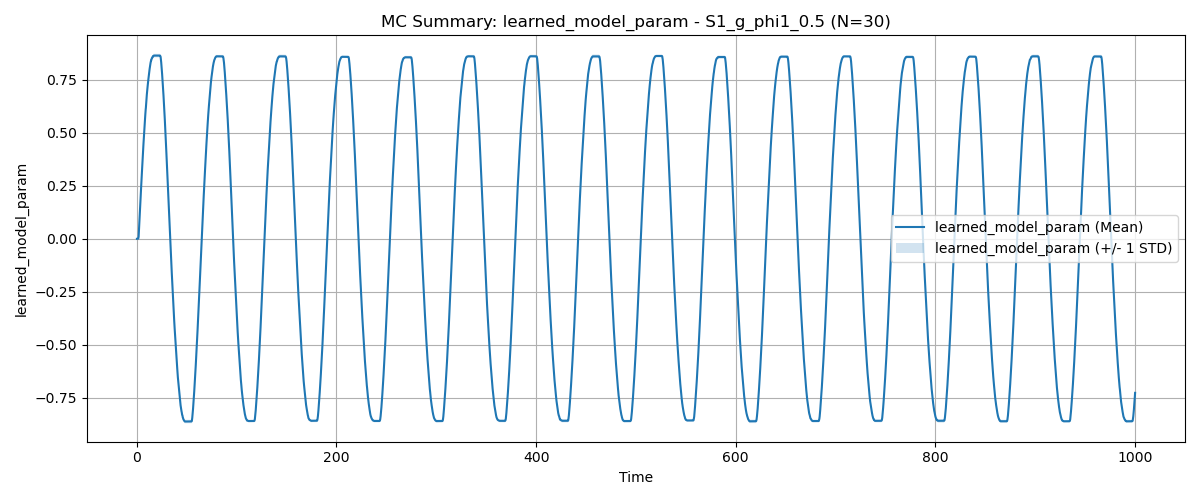 MC Summary: learned_model_param - S1_g_phi1_0.5 (N=30)
learned_model_param
0.75
0.50
0.25
0.00
−0.25
−0.50
−0.75
learned_model_param (Mean)
learned_model_param (+/- 1 STD)
0 200 400 600 800 1000
Time